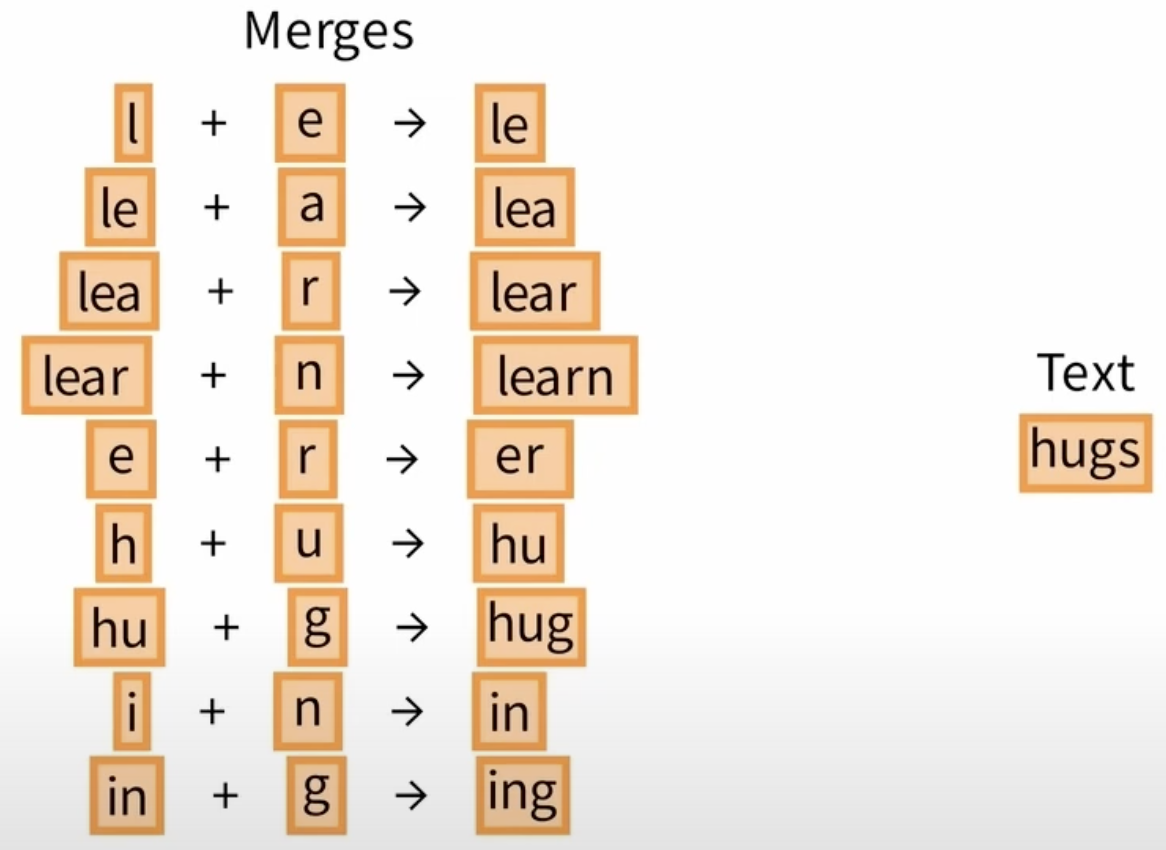 Merges
l + e → le
le + a → lea
lea + r → lear
lear + n → learn
e + r → er
h + u → hu
hu + g → hug
i + n → in
in + g → ing
Text
hugs